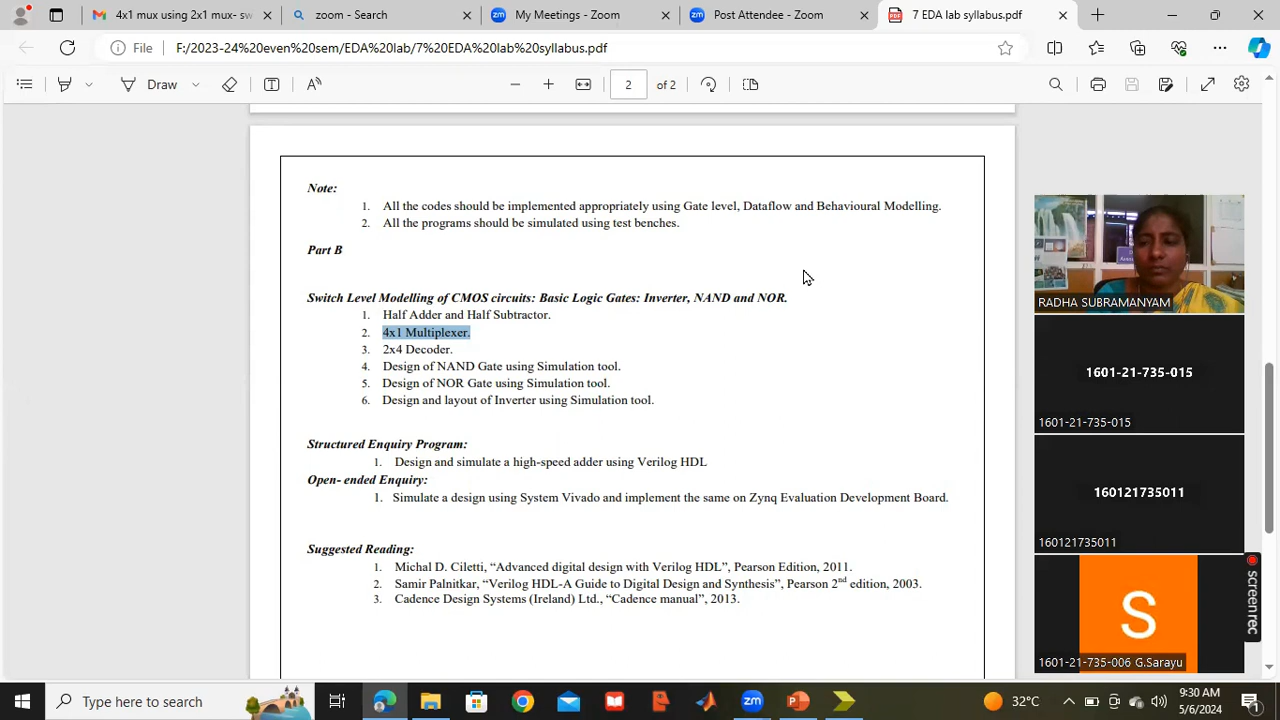 4x1 mux using 2x1 mux- sw
zoom - Search
My Meetings - Zoom
Post Attendee - Zoom
7 EDA lab syllabus.pdf
File
F:/2023-24%20even%20sem/EDA%20lab/7%20EDA%20lab%20syllabus.pdf
Draw
2
of 2
Note:
1. All the codes should be implemented appropriately using Gate level, Dataflow and Behavioural Modelling.
2. All the programs should be simulated using test benches.
Part B
Switch Level Modelling of CMOS circuits: Basic Logic Gates: Inverter, NAND and NOR.
1. Half Adder and Half Subtractor.
2. 4x1 Multiplexer.
3. 2x4 Decoder.
4. Design of NAND Gate using Simulation tool.
5. Design of NOR Gate using Simulation tool.
6. Design and layout of Inverter using Simulation tool.
Structured Enquiry Program:
1. Design and simulate a high-speed adder using Verilog HDL
Open- ended Enquiry:
1. Simulate a design using System Vivado and implement the same on Zynq Evaluation Development Board.
Suggested Reading:
1. Michal D. Ciletti, “Advanced digital design with Verilog HDL”, Pearson Edition, 2011.
2. Samir Palnitkar, “Verilog HDL-A Guide to Digital Design and Synthesis”, Pearson 2nd edition, 2003.
3. Cadence Design Systems (Ireland) Ltd., “Cadence manual”, 2013.
RADHA SUBRAMANYAM
1601-21-735-015
1601-21-735-015
160121735011
160121735011
S
1601-21-735-006 G.Sarayu
screen rec
Type here to search
32°C
9:30 AM
5/6/2024